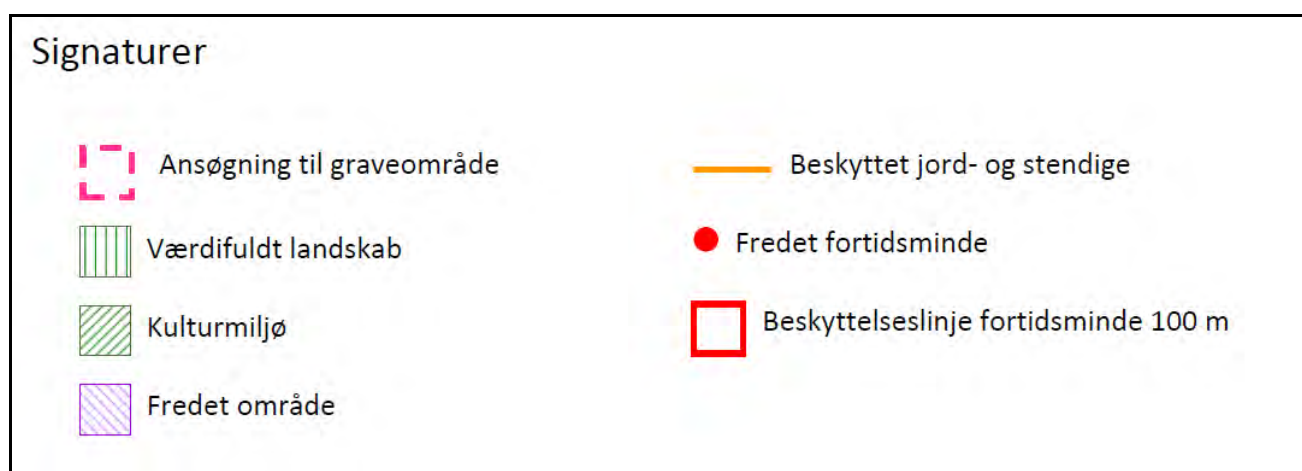 Signaturer
Ansøgning til graveområde
Værdifuldt landskab
Kulturmiljø
Fredet område
Beskyttet jord- og stendige
Fredet fortidsminde
Beskyttelseslinje fortidsminde 100 m